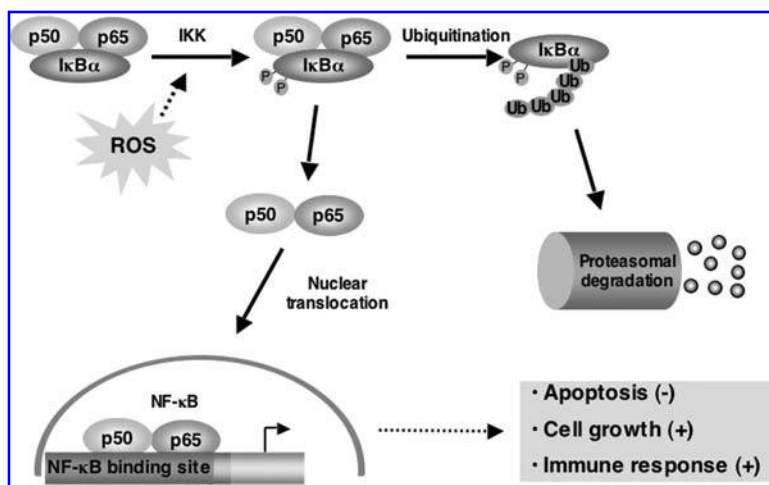 p50 p65
IκBα
IKK
p50 p65
IκBα
P
P
Ubiquitination
IκBα
P
P
Ub
Ub
Ub
Ub
Ub
ROS
p50 p65
Nuclear
translocation
Proteasomal
degradation
NF-κB
p50 p65
NF-κB binding site
· Apoptosis (-)
· Cell growth (+)
· Immune response (+)